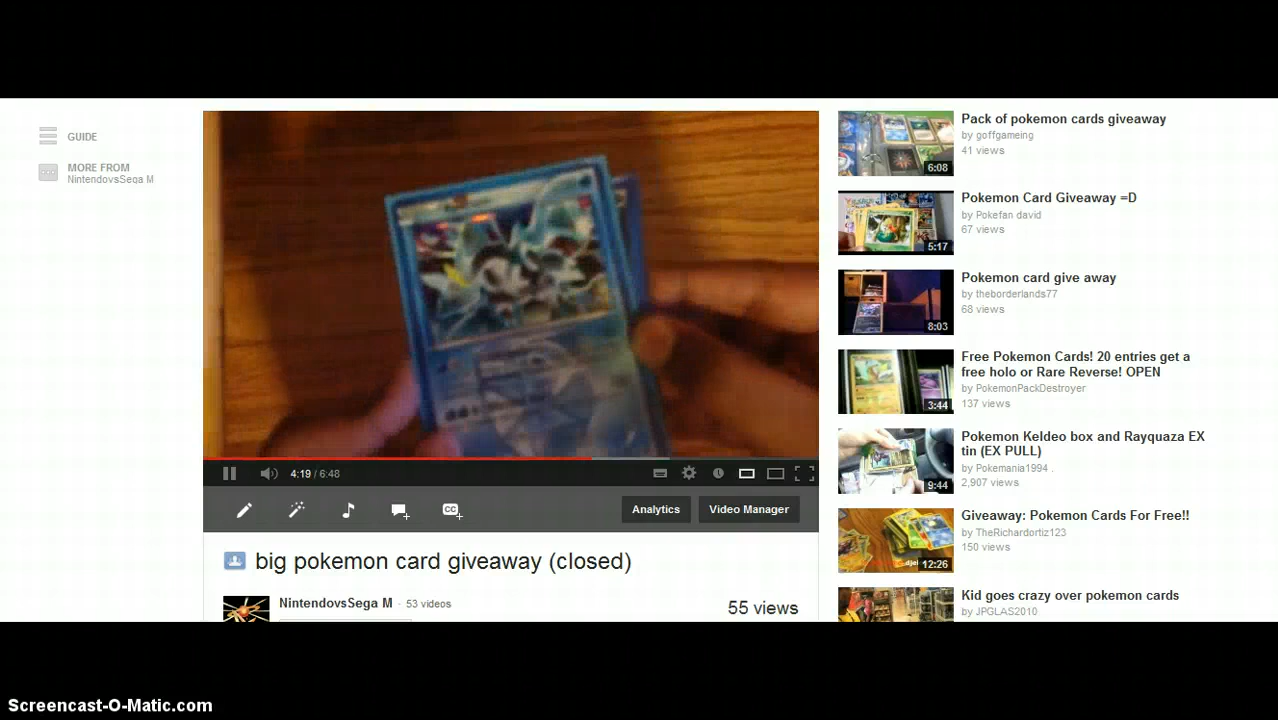 GUIDE
MORE FROM
NintendovsSega M
4:19 / 6:48
CC
Analytics
Video Manager
big pokemon card giveaway (closed)
NintendovsSega M · 53 videos
55 views
Pack of pokemon cards giveaway
by goffgameing
41 views
6:08
Pokemon Card Giveaway =D
by Pokefan david
67 views
5:17
Pokemon card give away
by theborderlands77
68 views
8:03
Free Pokemon Cards! 20 entries get a
free holo or Rare Reverse! OPEN
by PokemonPackDestroyer
137 views
3:44
Pokemon Keldeo box and Rayquaza EX
tin (EX PULL)
by Pokemania1994 .
2,907 views
9:44
Giveaway: Pokemon Cards For Free!!
by TheRichardortiz123
150 views
12:26
Kid goes crazy over pokemon cards
by JPGLAS2010
Screencast-O-Matic.com